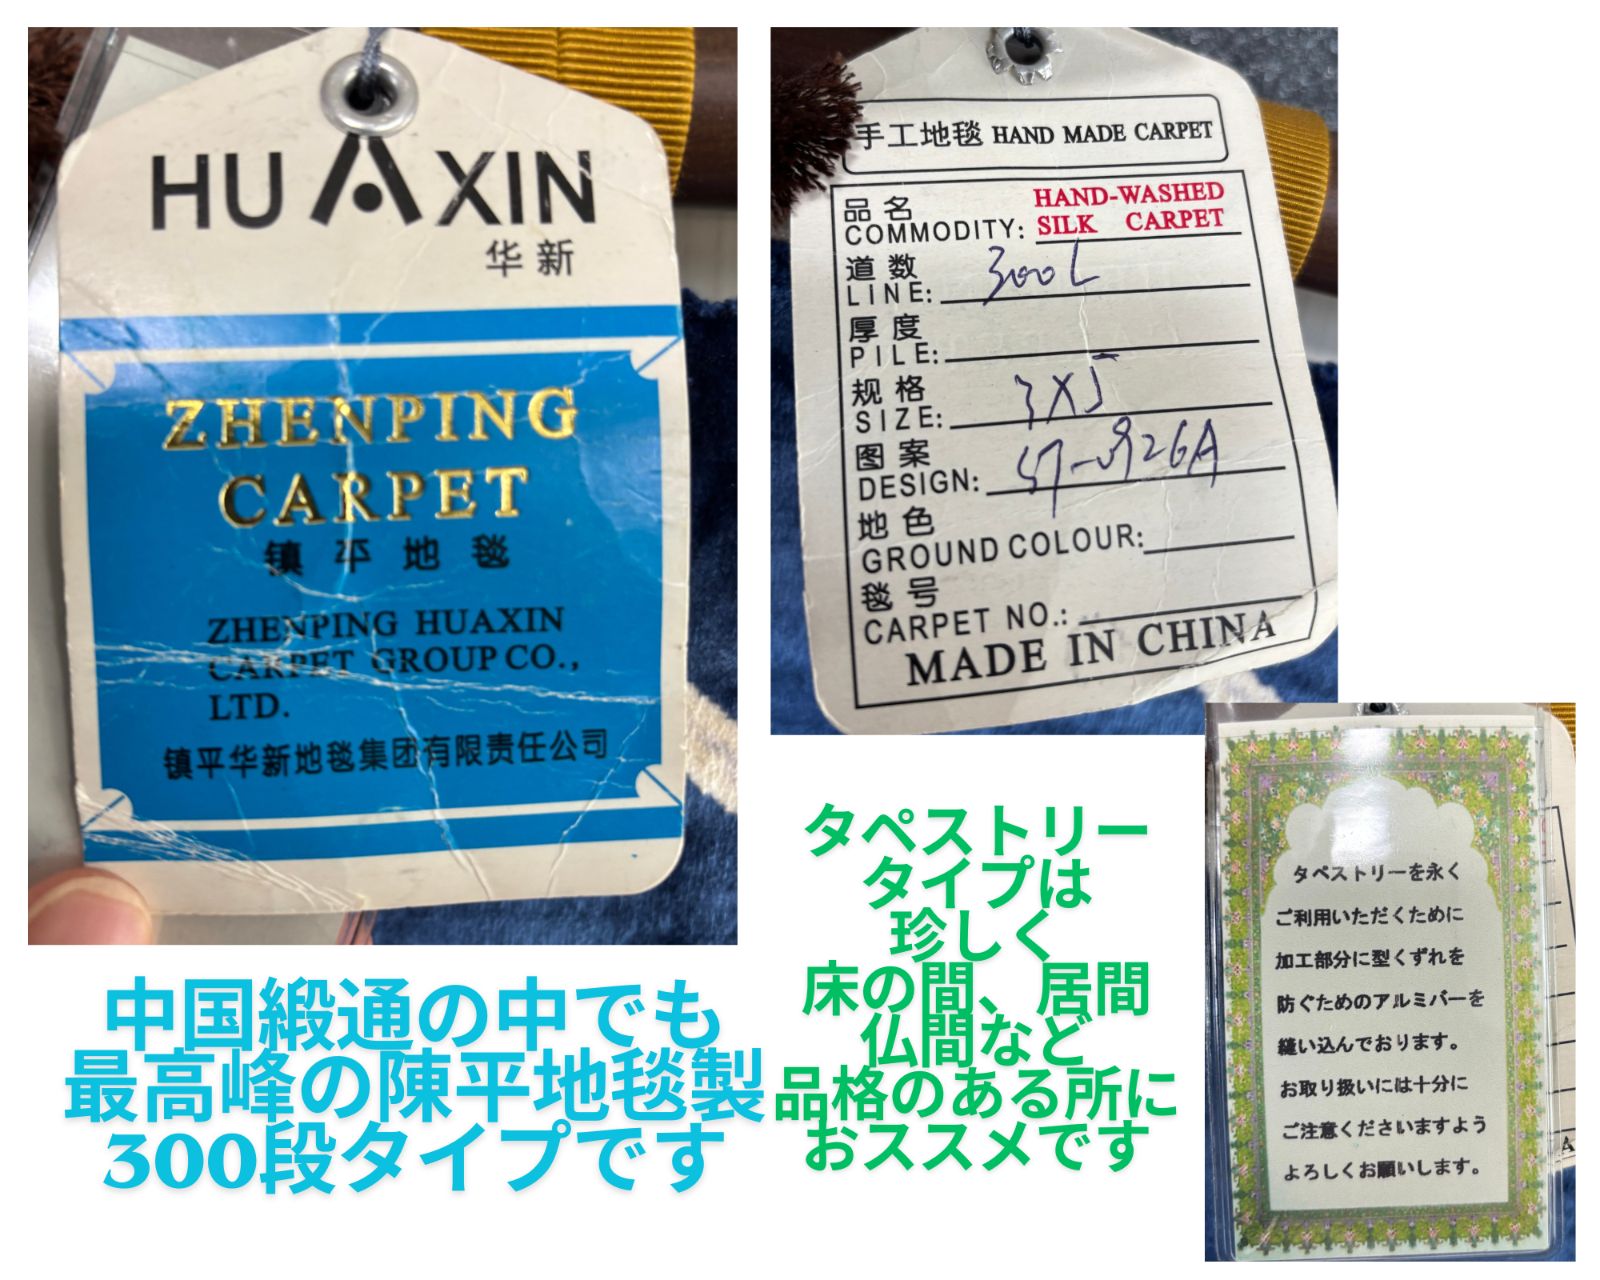 HUAXIN
华新
ZHENPING
CARPET
镇平地毯
ZHENPING HUAXIN
CARPET GROUP CO.,
LTD.
镇平华新地毯集团有限责任公司
手工地毯 HAND MADE CARPET
品名
COMMODITY: HAND-WASHED
SILK CARPET
道数
LINE: 300L
厚度
PILE:
规格
SIZE: 3X5
图案
DESIGN: 926A
地色
GROUND COLOUR:
毯号
CARPET NO.:
MADE IN CHINA
中国緞通の中でも
最高峰の陳平地毯製
300段タイプです
タペストリー
タイプは
珍しく
床の間、居間
仏間など
品格のある所に
おススメです
タペストリーを永く
ご利用いただくために
加工部分に型くずれを
防ぐためのアルミバーを
縫い込んでおります。
お取り扱いには十分に
ご注意くださいますよう
よろしくお願いします。